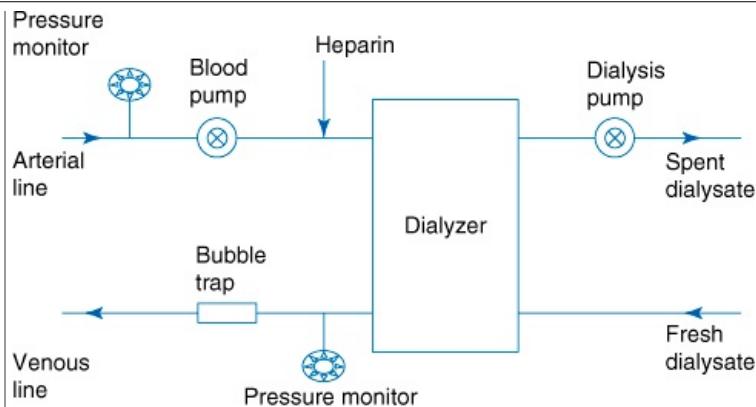 Pressure
monitor
Heparin
Blood
pump
Dialysis
pump
Arterial
line
Spent
dialysate
Dialyzer
Bubble
trap
Fresh
dialysate
Venous
line
Pressure monitor